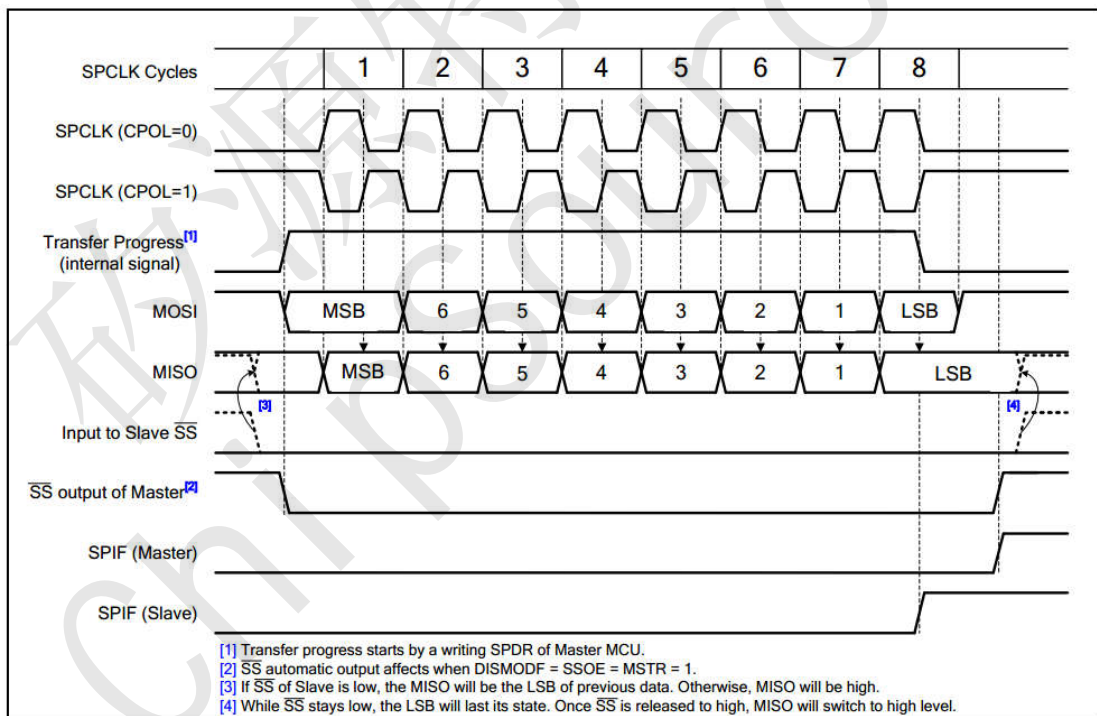 SPCLK Cycles 1 2 3 4 5 6 7 8
SPCLK (CPOL=0)
SPCLK (CPOL=1)
Transfer Progress[1]
(internal signal)
MOSI MSB 6 5 4 3 2 1 LSB
MISO MSB 6 5 4 3 2 1 LSB
[3] [4]
Input to Slave SS
SS output of Master[2]
SPIF (Master)
SPIF (Slave)
[1] Transfer progress starts by a writing SPDR of Master MCU.
[2] SS automatic output affects when DISMODF = SSOE = MSTR = 1.
[3] If SS of Slave is low, the MISO will be the LSB of previous data. Otherwise, MISO will be high.
[4] While SS stays low, the LSB will last its state. Once SS is released to high, MISO will switch to high level.
矽源特
Chipsourc